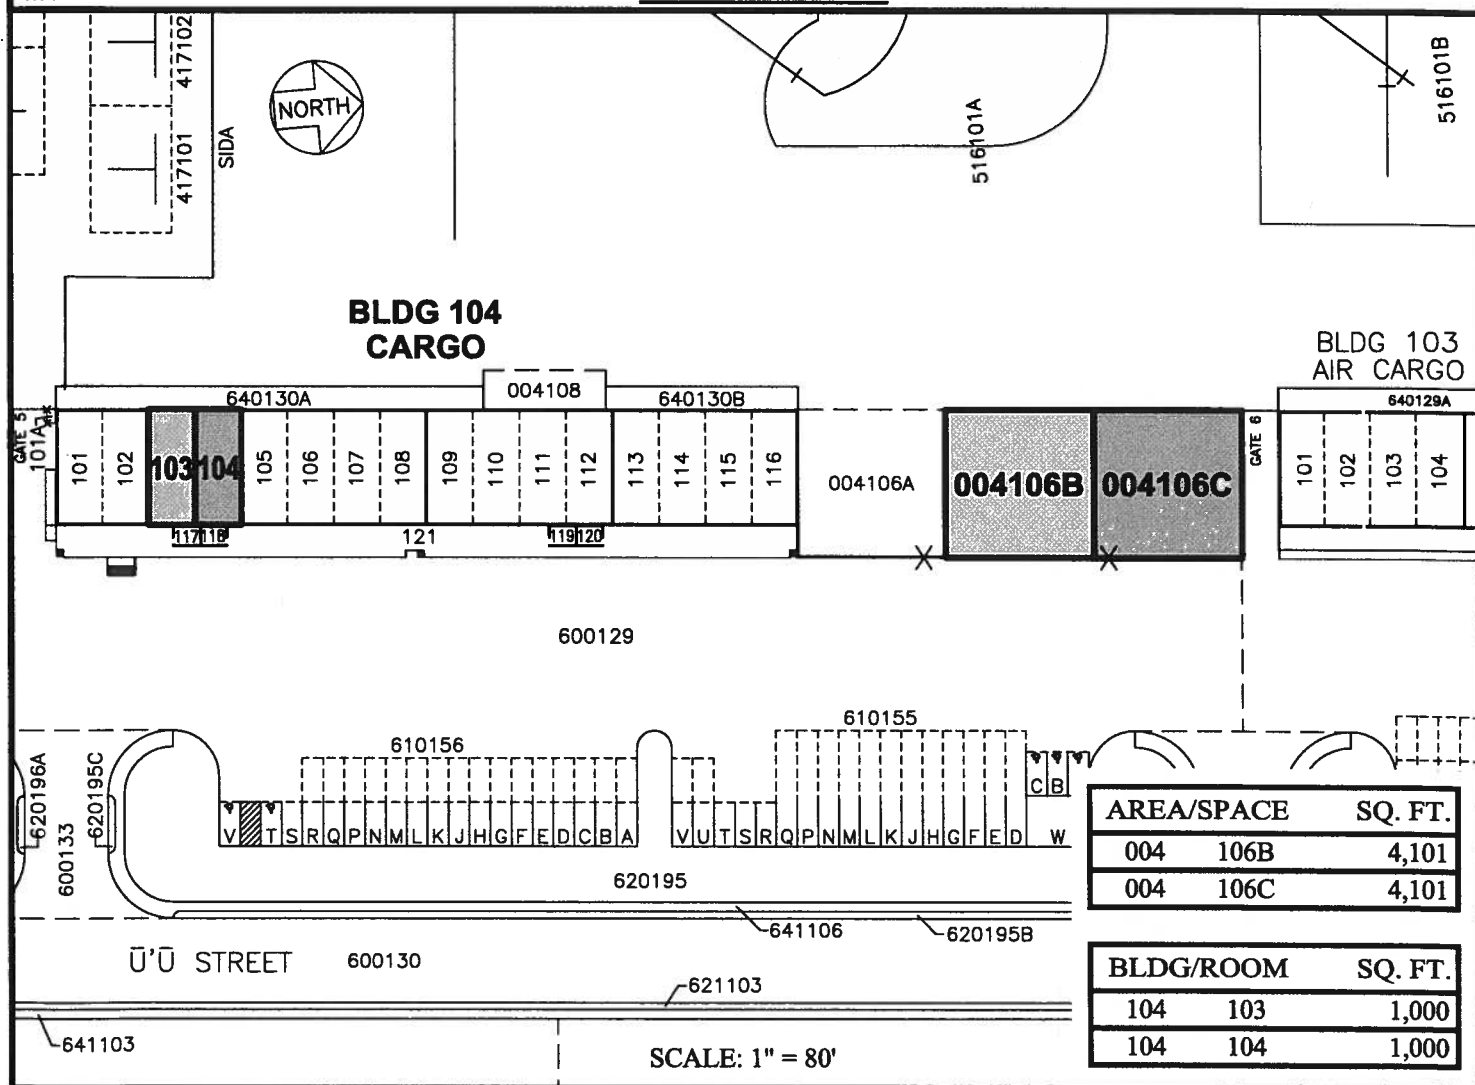 417102
417101
SIDA
NORTH
516101A
516101B
BLDG 104
CARGO
BLDG 103
AIR CARGO
640130A
004108
640130B
640129A
GATE 5
101A
101
102
103
104
105
106
107
108
109
110
111
112
113
114
115
116
004106A
004106B
004106C
GATE 6
101
102
103
104
117
118
121
119
120
600129
610156
610155
620196A
600133
620195C
V
T
S
R
Q
P
N
M
L
K
J
H
G
F
E
D
C
B
A
V
U
T
S
R
Q
P
N
M
L
K
J
H
G
F
E
D
C
B
W
620195
641106
620195B
Ū'Ū STREET
600130
621103
641103
SCALE: 1" = 80'
AREA/SPACE SQ. FT.
004 106B 4,101
004 106C 4,101
BLDG/ROOM SQ. FT.
104 103 1,000
104 104 1,000